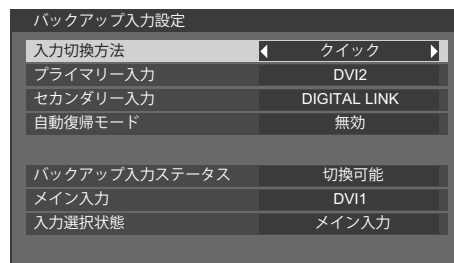 バックアップ入力設定
入力切換方法 クイック
プライマリー入力 DVI2
セカンダリー入力 DIGITAL LINK
自動復帰モード 無効
バックアップ入力ステータス 切換可能
メイン入力 DVI1
入力選択状態 メイン入力